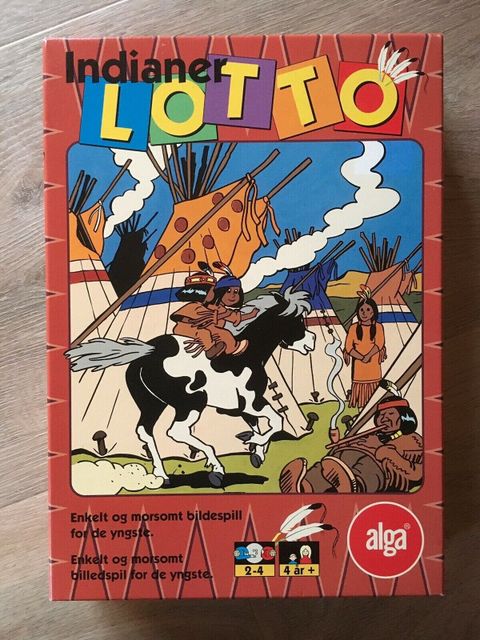 Indianer
LOTTO
Enkelt og morsomt bildespill
for de yngste.
Enkelt og morsomt
billedspil for de yngste.
2-4
4 år +
alga®